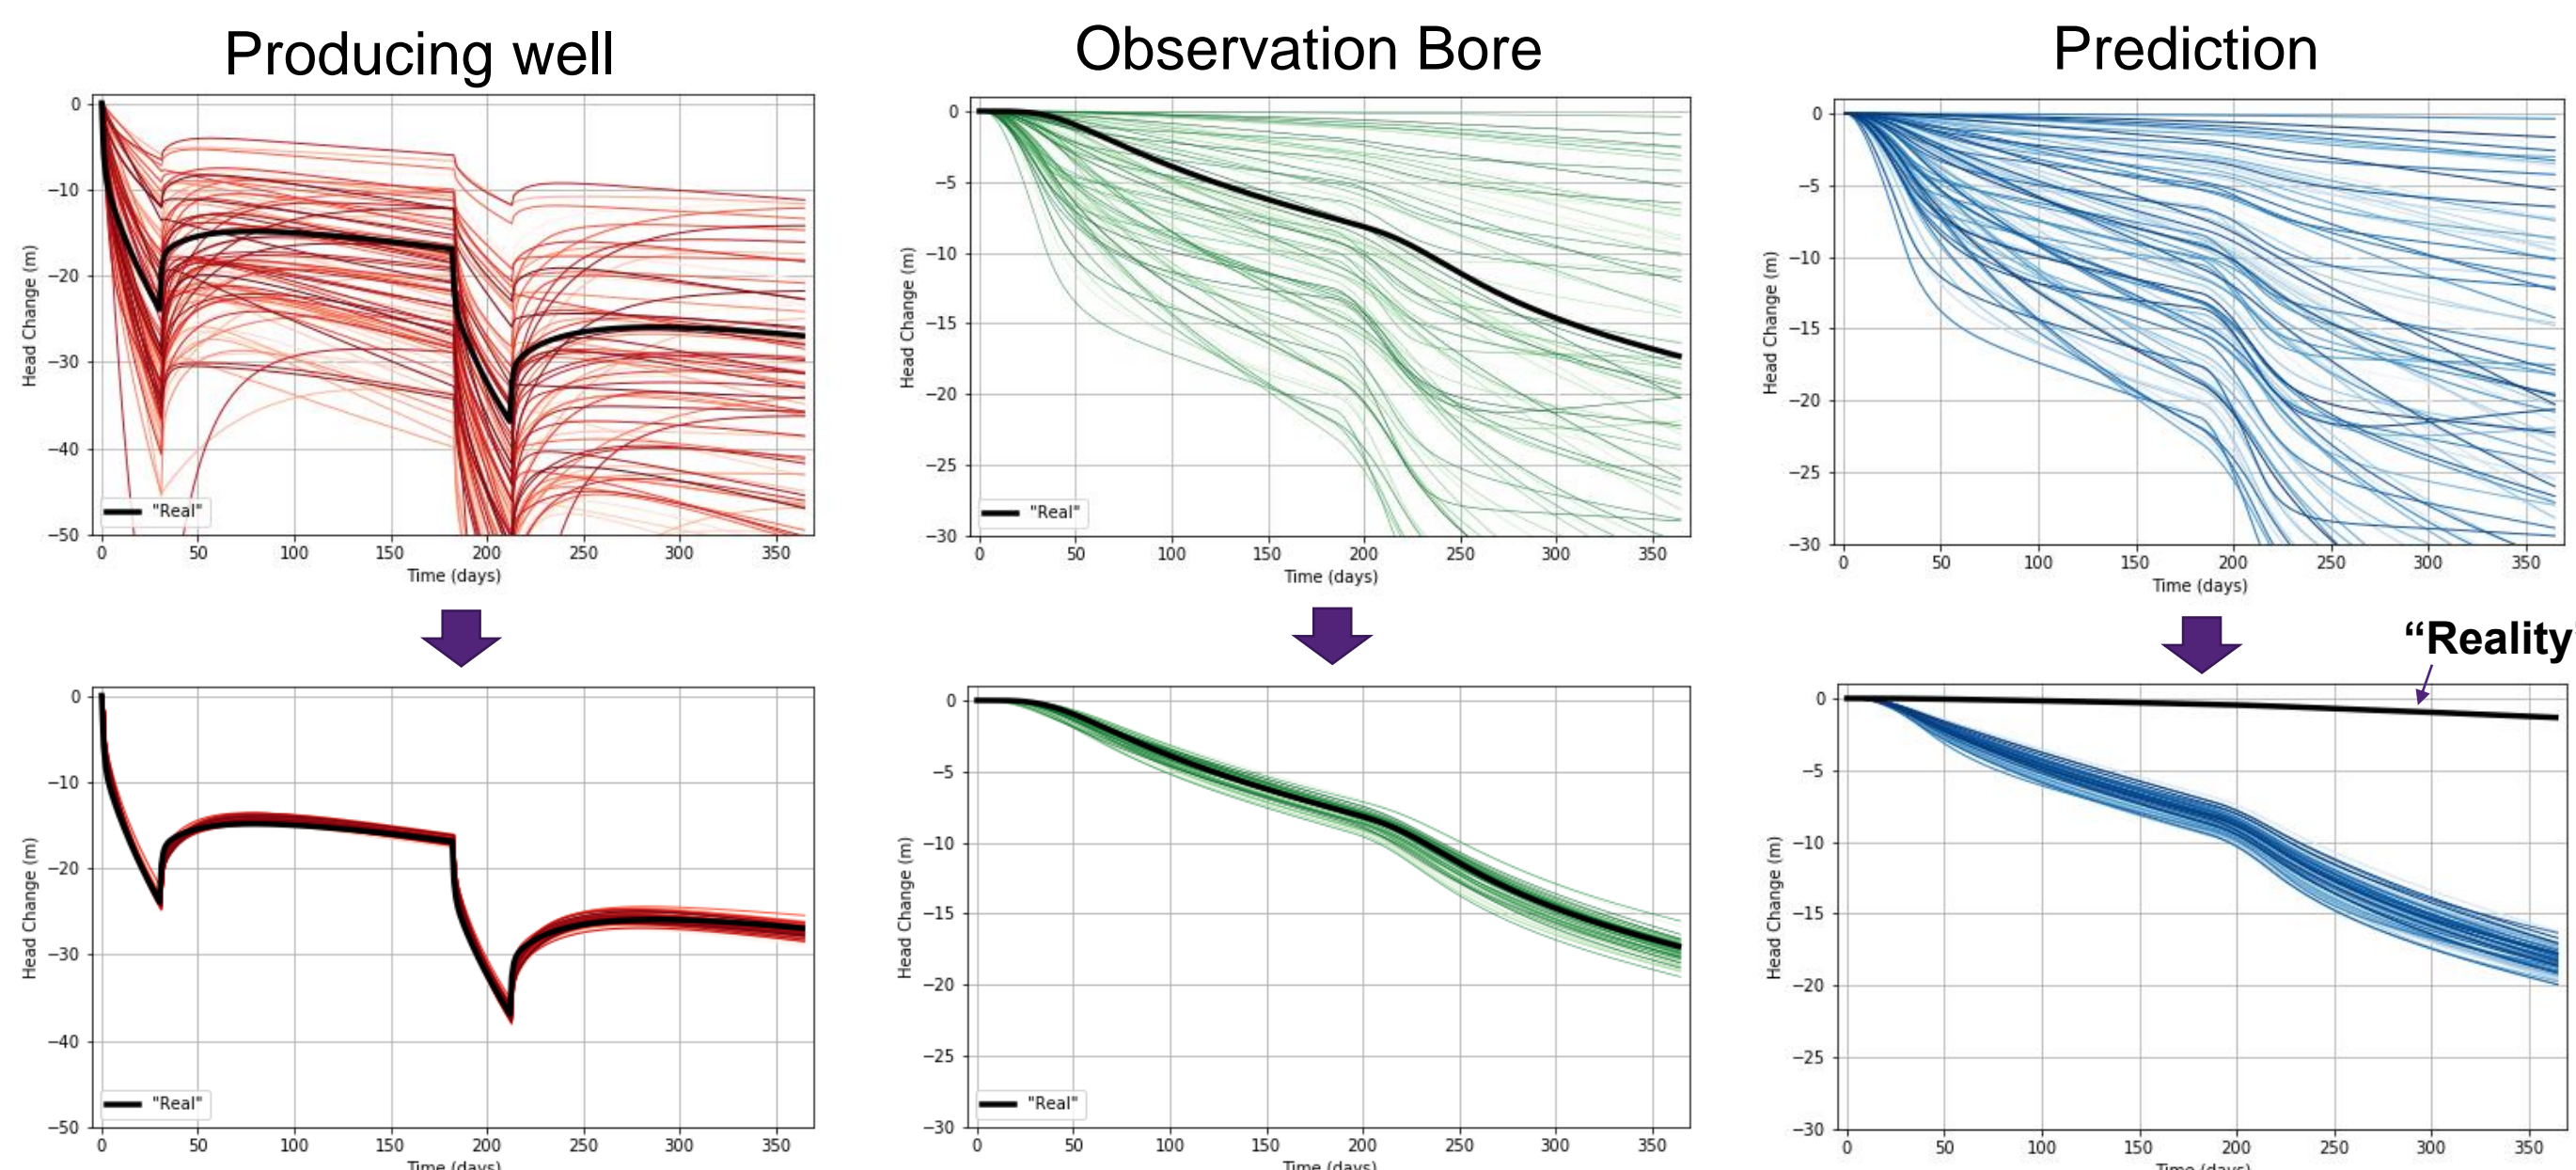 Producing well
Observation Bore
Prediction
0
−10
−20
−30
−40
−50
Head Change (m)
"Real"
0 50 100 150 200 250 300 350
Time (days)
0
−5
−10
−15
−20
−25
−30
Head Change (m)
"Real"
0 50 100 150 200 250 300 350
Time (days)
0
−5
−10
−15
−20
−25
−30
Head Change (m)
0 50 100 150 200 250 300 350
Time (days)
“Reality”
0
−10
−20
−30
−40
−50
Head Change (m)
"Real"
0 50 100 150 200 250 300 350
Time (days)
0
−5
−10
−15
−20
−25
−30
Head Change (m)
"Real"
0 50 100 150 200 250 300 350
Time (days)
0
−5
−10
−15
−20
−25
−30
Head Change (m)
0 50 100 150 200 250 300 350
Time (days)